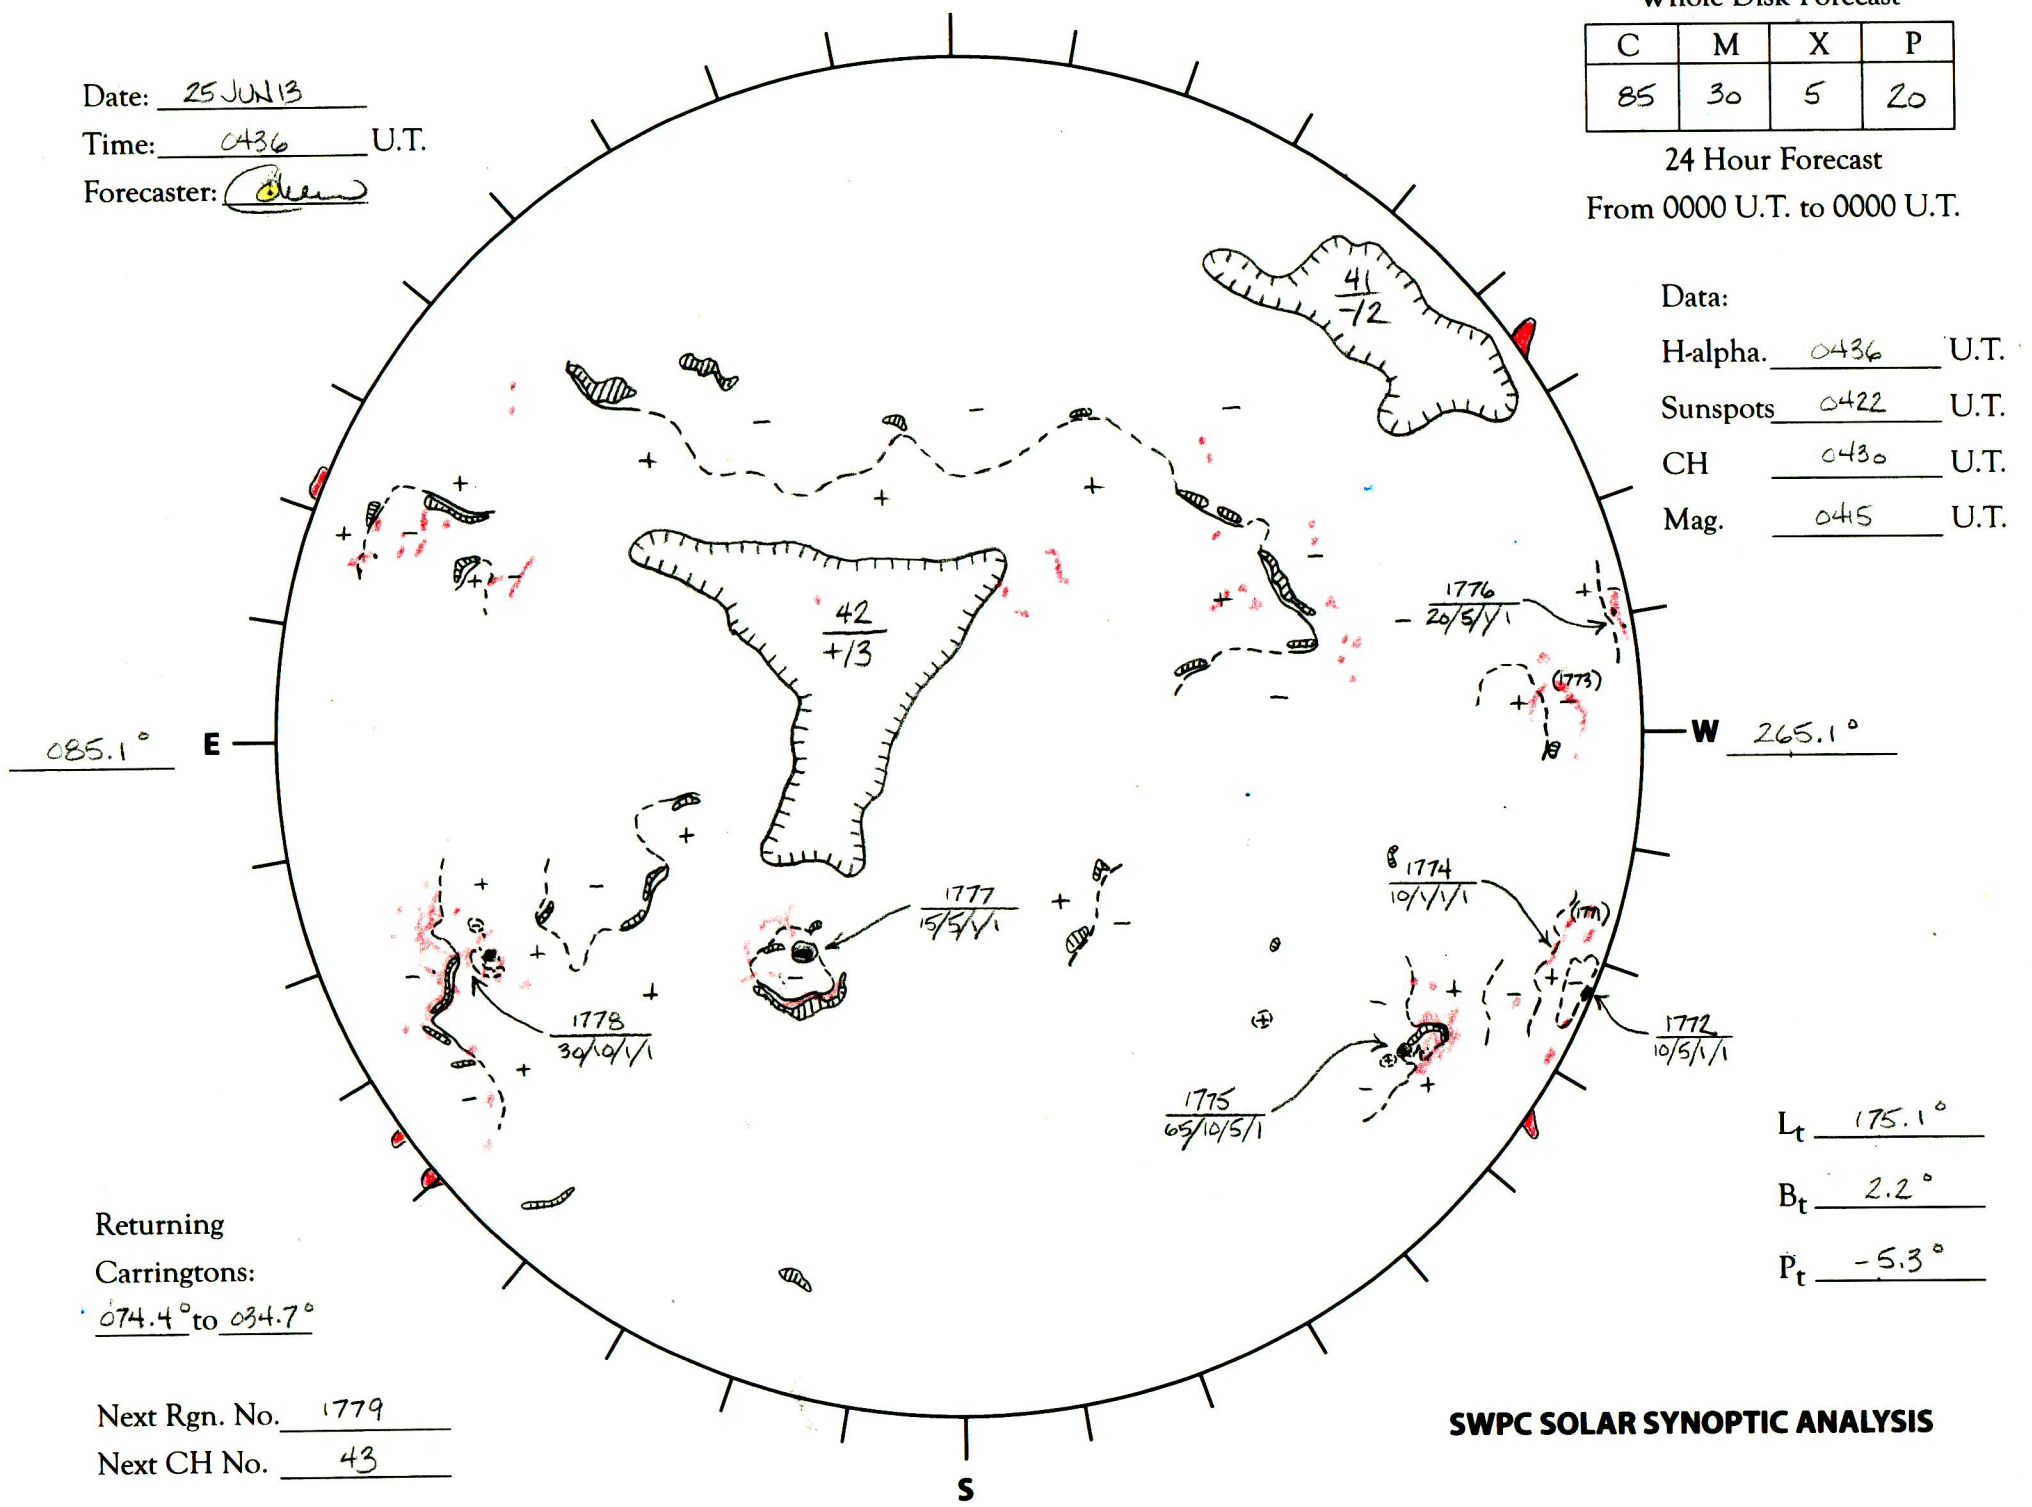 Whole Disk Forecast
C M X P
85 30 5 20
24 Hour Forecast
From 0000 U.T. to 0000 U.T.
Date: 25 JUN 13
Time: 0436 U.T.
Forecaster:
Data:
H-alpha. 0436 U.T.
Sunspots 0422 U.T.
CH 0430 U.T.
Mag. 0415 U.T.
41
-/2
42
+/3
1776
20/5/1/1
(1773)
085.1° E
W 265.1°
1774
10/1/1/1
(1771)
1777
15/5/1/1
1778
30/10/1/1
1772
10/5/1/1
1775
65/10/5/1
Lt 175.1°
Bt 2.2°
Pt -5.3°
Returning
Carringtons:
074.4° to 034.7°
Next Rgn. No. 1779
Next CH No. 43
SWPC SOLAR SYNOPTIC ANALYSIS
S